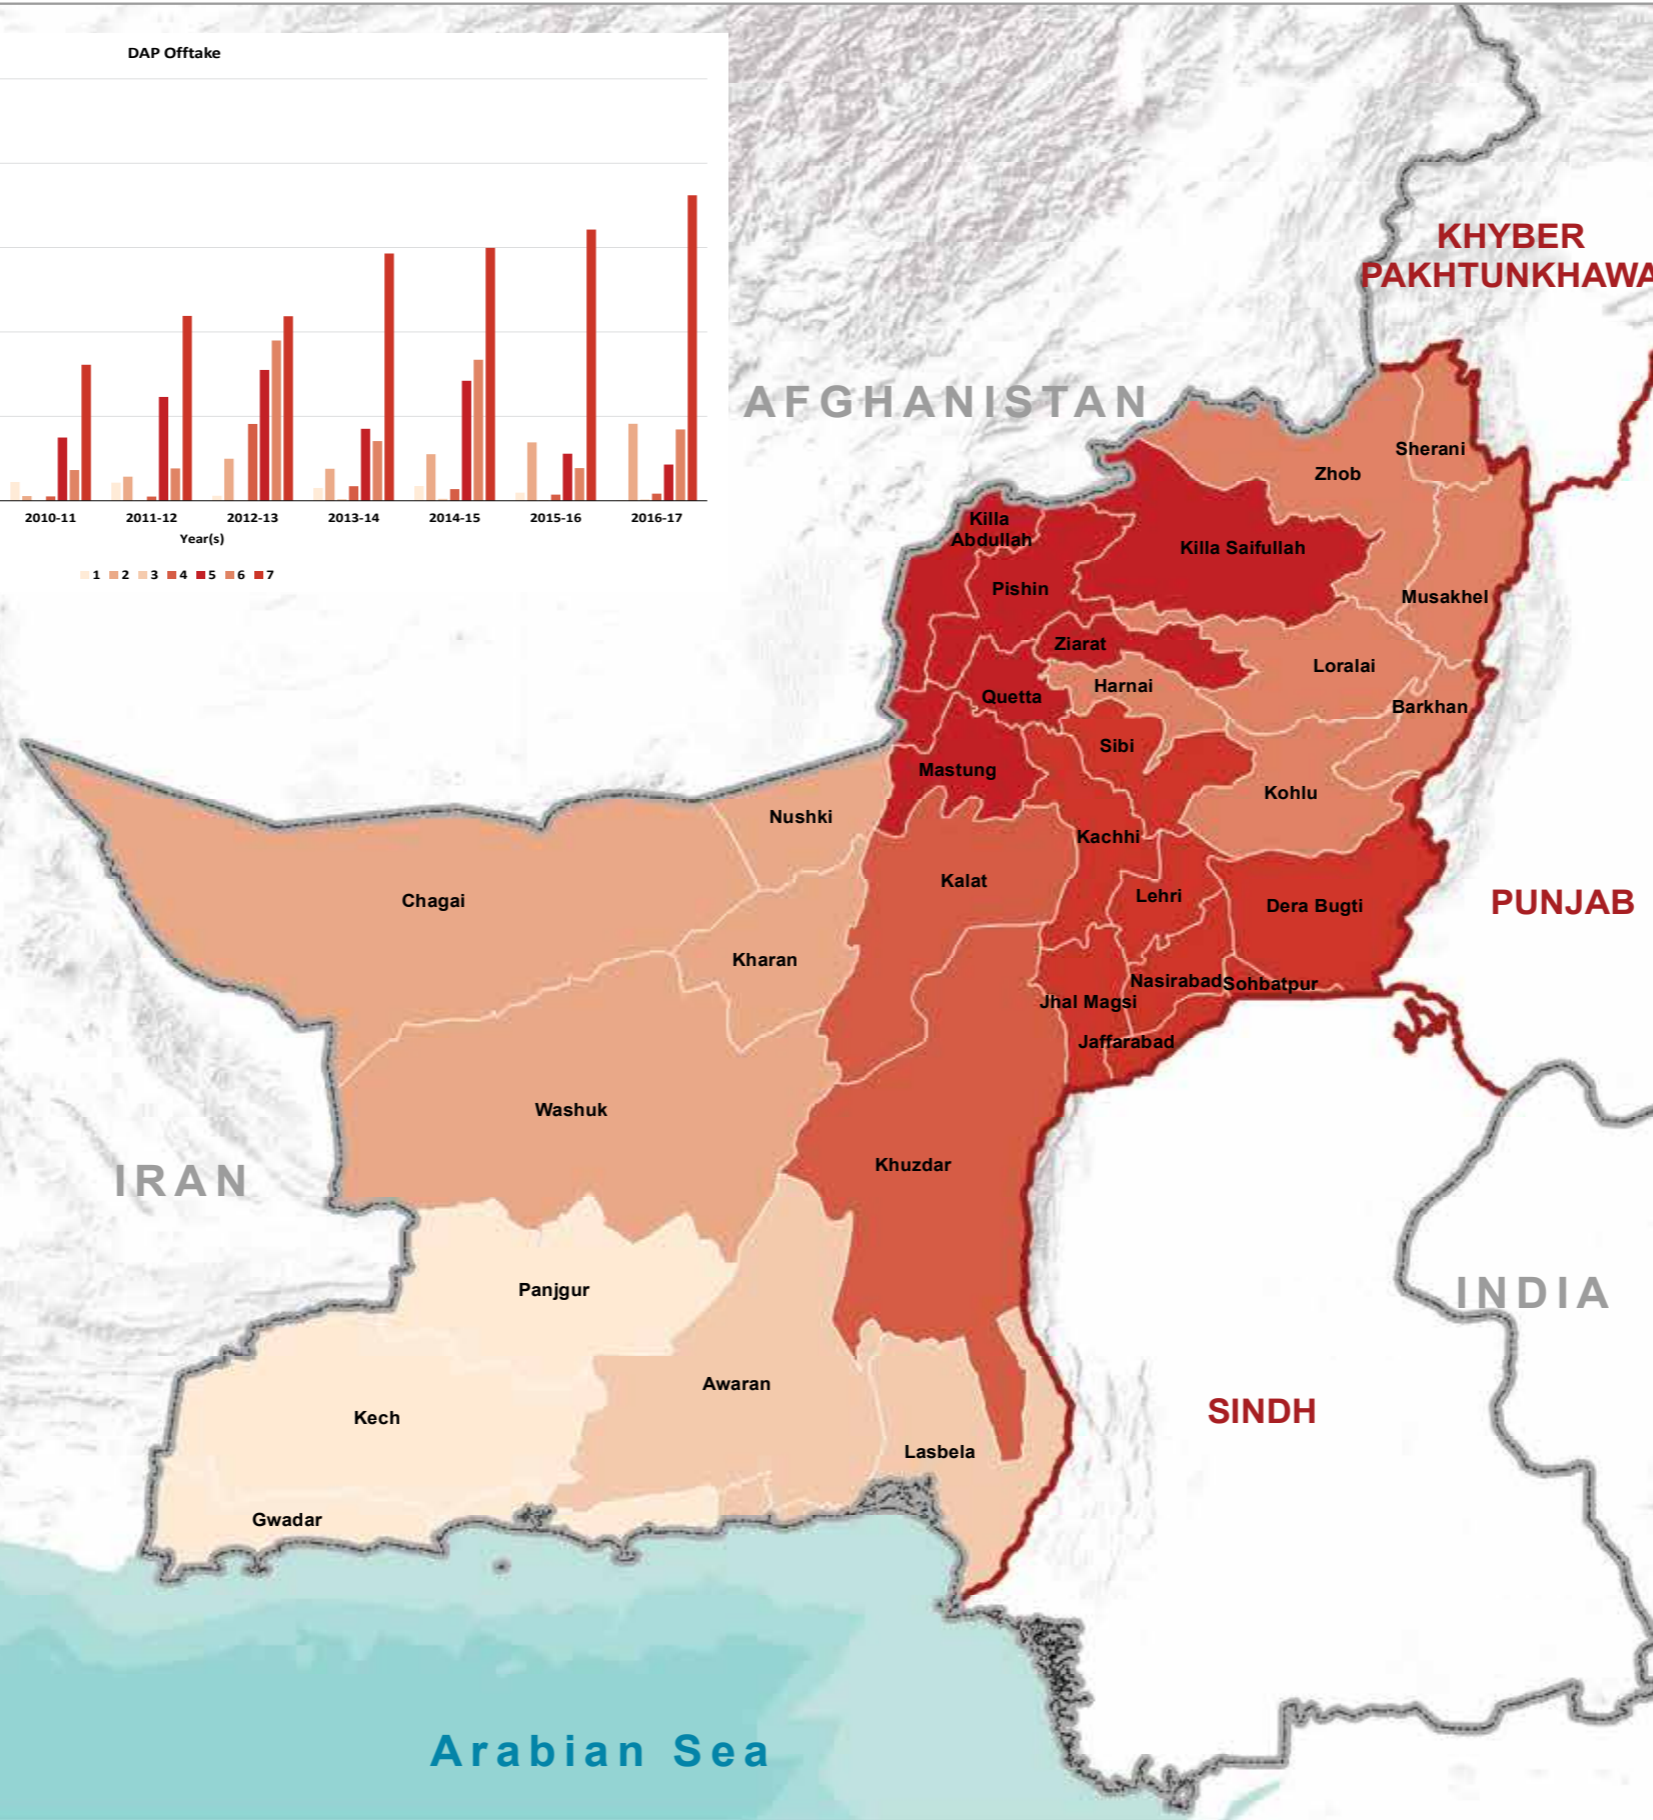 DAP Offtake
2010-11 2011-12 2012-13 2013-14 2014-15 2015-16 2016-17
Year(s)
1 2 3 4 5 6 7
KHYBER
PAKHTUNKHAWA
AFGHANISTAN
Sherani
Zhob
Killa
Abdullah
Killa Saifullah
Pishin
Musakhel
Ziarat
Loralai
Harnai
Quetta
Barkhan
Sibi
Mastung
Kohlu
Nushki
Kachhi
Kalat
Lehri
Chagai
Dera Bugti
PUNJAB
Kharan
Nasirabad
Sohbatpur
Jhal Magsi
Jaffarabad
Washuk
Khuzdar
IRAN
Panjgur
INDIA
Awaran
Kech
SINDH
Lasbela
Gwadar
Arabian Sea